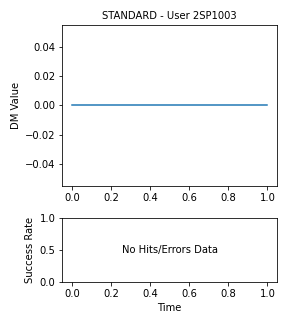 STANDARD - User 2SP1003
DM Value
0.04
0.02
0.00
−0.02
−0.04
0.0 0.2 0.4 0.6 0.8 1.0
Success Rate
1.0
0.5
0.0
No Hits/Errors Data
0.0 0.2 0.4 0.6 0.8 1.0
Time